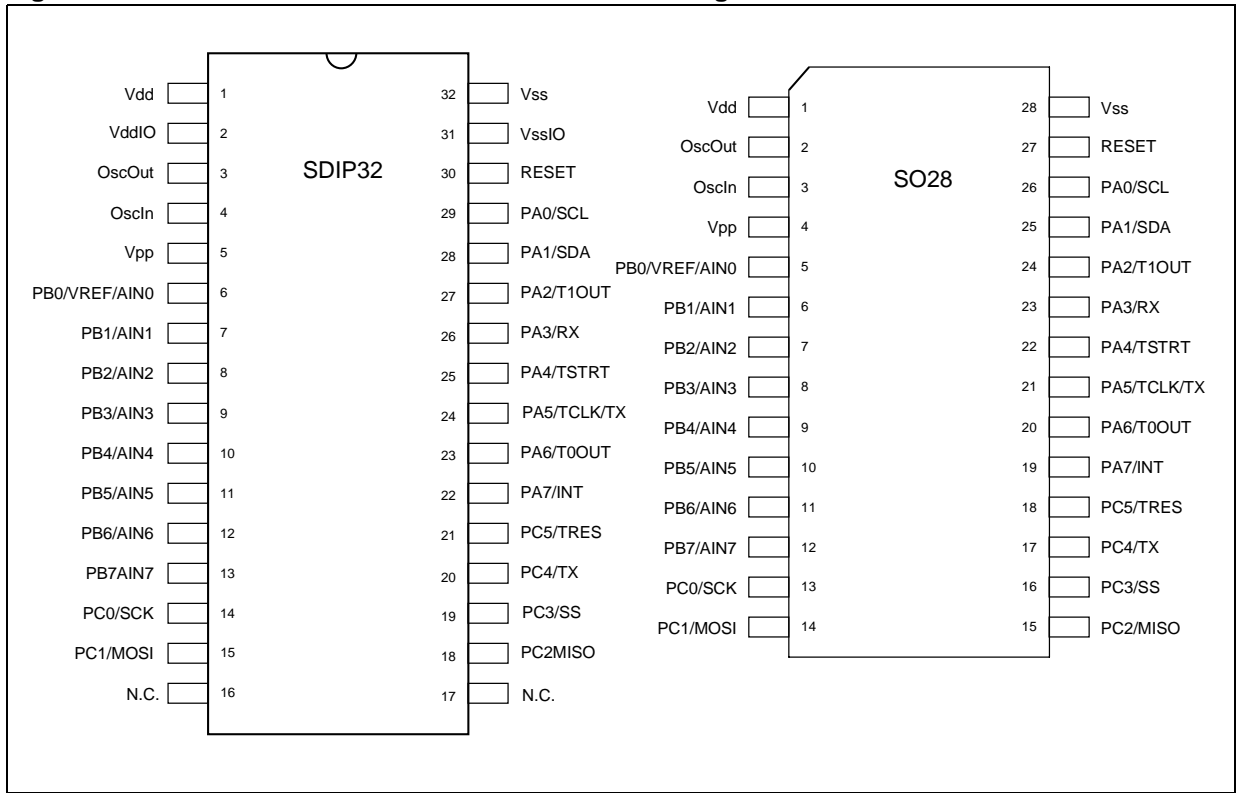 SDIP32
Vdd 1 32 Vss
VddIO 2 31 VssIO
OscOut 3 30 RESET
OscIn 4 29 PA0/SCL
Vpp 5 28 PA1/SDA
PB0/VREF/AIN0 6 27 PA2/T1OUT
PB1/AIN1 7 26 PA3/RX
PB2/AIN2 8 25 PA4/TSTRT
PB3/AIN3 9 24 PA5/TCLK/TX
PB4/AIN4 10 23 PA6/T0OUT
PB5/AIN5 11 22 PA7/INT
PB6/AIN6 12 21 PC5/TRES
PB7AIN7 13 20 PC4/TX
PC0/SCK 14 19 PC3/SS
PC1/MOSI 15 18 PC2MISO
N.C. 16 17 N.C.
SO28
Vdd 1 28 Vss
OscOut 2 27 RESET
OscIn 3 26 PA0/SCL
Vpp 4 25 PA1/SDA
PB0/VREF/AIN0 5 24 PA2/T1OUT
PB1/AIN1 6 23 PA3/RX
PB2/AIN2 7 22 PA4/TSTRT
PB3/AIN3 8 21 PA5/TCLK/TX
PB4/AIN4 9 20 PA6/T0OUT
PB5/AIN5 10 19 PA7/INT
PB6/AIN6 11 18 PC5/TRES
PB7/AIN7 12 17 PC4/TX
PC0/SCK 13 16 PC3/SS
PC1/MOSI 14 15 PC2/MISO